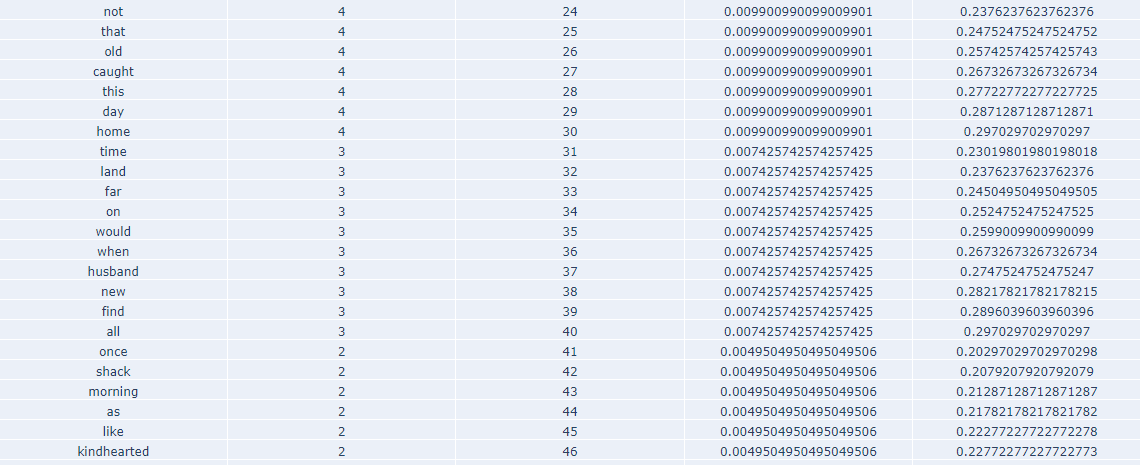 not 4 24 0.009900990099009901 0.2376237623762376
that 4 25 0.009900990099009901 0.24752475247524752
old 4 26 0.009900990099009901 0.25742574257425743
caught 4 27 0.009900990099009901 0.26732673267326734
this 4 28 0.009900990099009901 0.27722772277227725
day 4 29 0.009900990099009901 0.2871287128712871
home 4 30 0.009900990099009901 0.297029702970297
time 3 31 0.007425742574257425 0.23019801980198018
land 3 32 0.007425742574257425 0.2376237623762376
far 3 33 0.007425742574257425 0.24504950495049505
on 3 34 0.007425742574257425 0.2524752475247525
would 3 35 0.007425742574257425 0.2599009900990099
when 3 36 0.007425742574257425 0.26732673267326734
husband 3 37 0.007425742574257425 0.2747524752475247
new 3 38 0.007425742574257425 0.28217821782178215
find 3 39 0.007425742574257425 0.2896039603960396
all 3 40 0.007425742574257425 0.297029702970297
once 2 41 0.0049504950495049506 0.20297029702970298
shack 2 42 0.0049504950495049506 0.2079207920792079
morning 2 43 0.0049504950495049506 0.21287128712871287
as 2 44 0.0049504950495049506 0.21782178217821782
like 2 45 0.0049504950495049506 0.22277227722772278
kindhearted 2 46 0.0049504950495049506 0.22772277227722773